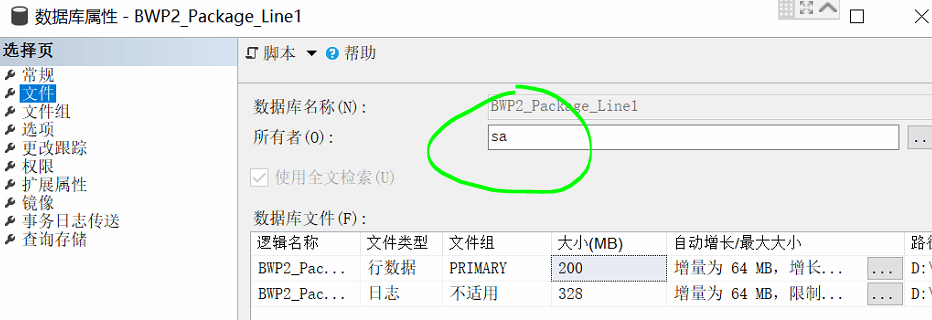 数据库属性 - BWP2_Package_Line1
选择页
常规
文件
文件组
选项
更改跟踪
权限
扩展属性
镜像
事务日志传送
查询存储
脚本 帮助
数据库名称(N): BWP2_Package_Line1
所有者(O): sa ..
使用全文检索(U)
数据库文件(F):
逻辑名称 文件类型 文件组 大小(MB) 自动增长/最大大小
BWP2_Pac... 行数据 PRIMARY 200 增量为 64 MB, 增长... ... D:\
BWP2_Pac... 日志 不适用 328 增量为 64 MB, 限制... ... D:\